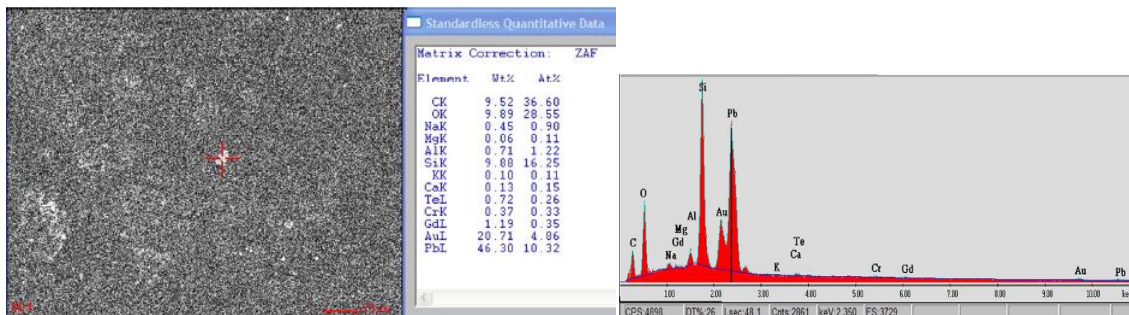 Standardless Quantitative Data
Matrix Correction: ZAF
Element Wt% At%
CK 9.52 36.60
OK 9.89 28.55
NaK 0.45 0.90
MgK 0.06 0.11
AlK 0.71 1.22
SiK 9.88 16.25
KK 0.10 0.11
CaK 0.13 0.15
TeL 0.72 0.26
CrK 0.37 0.33
GdL 1.19 0.35
AuL 20.71 4.86
PbL 46.30 10.32
Si
Pb
O
Au
Al
Mg
Gd
C
Na
Te
Ca
K
Cr
Gd
Au
Pb
1.00 2.00 3.00 4.00 5.00 6.00 7.00 8.00 9.00 10.00
CPS:4898 DT%:26 Lsec:48.1 Cnts:2861 keV:2.350 FS:3729